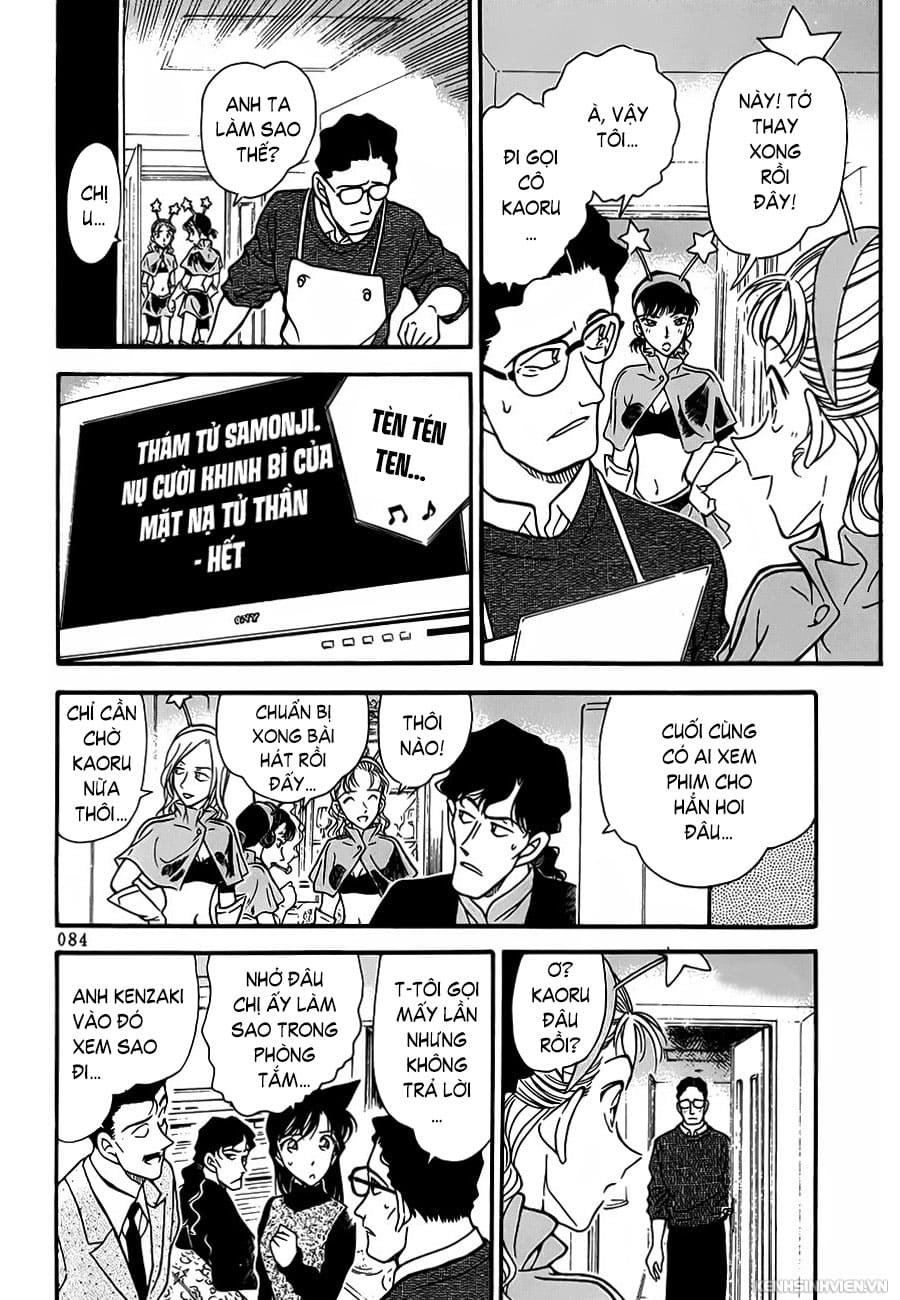 NÀY! TỚ
THAY
XONG
RỒI
ĐÂY!
À, VẬY
TÔI...
ĐI GỌI
CÔ
KAORU
...
ANH TA
LÀM SAO
THẾ?
CHỊ
U...
THÁM TỬ SAMONJI.
NỤ CƯỜI KHINH BỈ CỦA
MẶT NẠ TỬ THẦN
- HẾT
TÈN TÉN
TEN...
CUỐI CÙNG
CÓ AI XEM
PHIM CHO
HẲN HOI
ĐÂU...
THÔI
NÀO!
CHUẨN BỊ
XONG BÀI
HÁT RỒI
ĐẤY...
CHỈ CẦN
CHỜ
KAORU
NỮA
THÔI...
084
Ơ?
KAORU
ĐÂU
RỒI?
T-TÔI GỌI
MẤY LẦN
NHƯNG
KHÔNG
TRẢ LỜI
...
NHỠ ĐÂU
CHỊ ẤY LÀM
SAO TRONG
PHÒNG
TẮM...
ANH KENZAKI
VÀO ĐÓ
XEM SAO
ĐI...
KENHSINHVIEN.VN